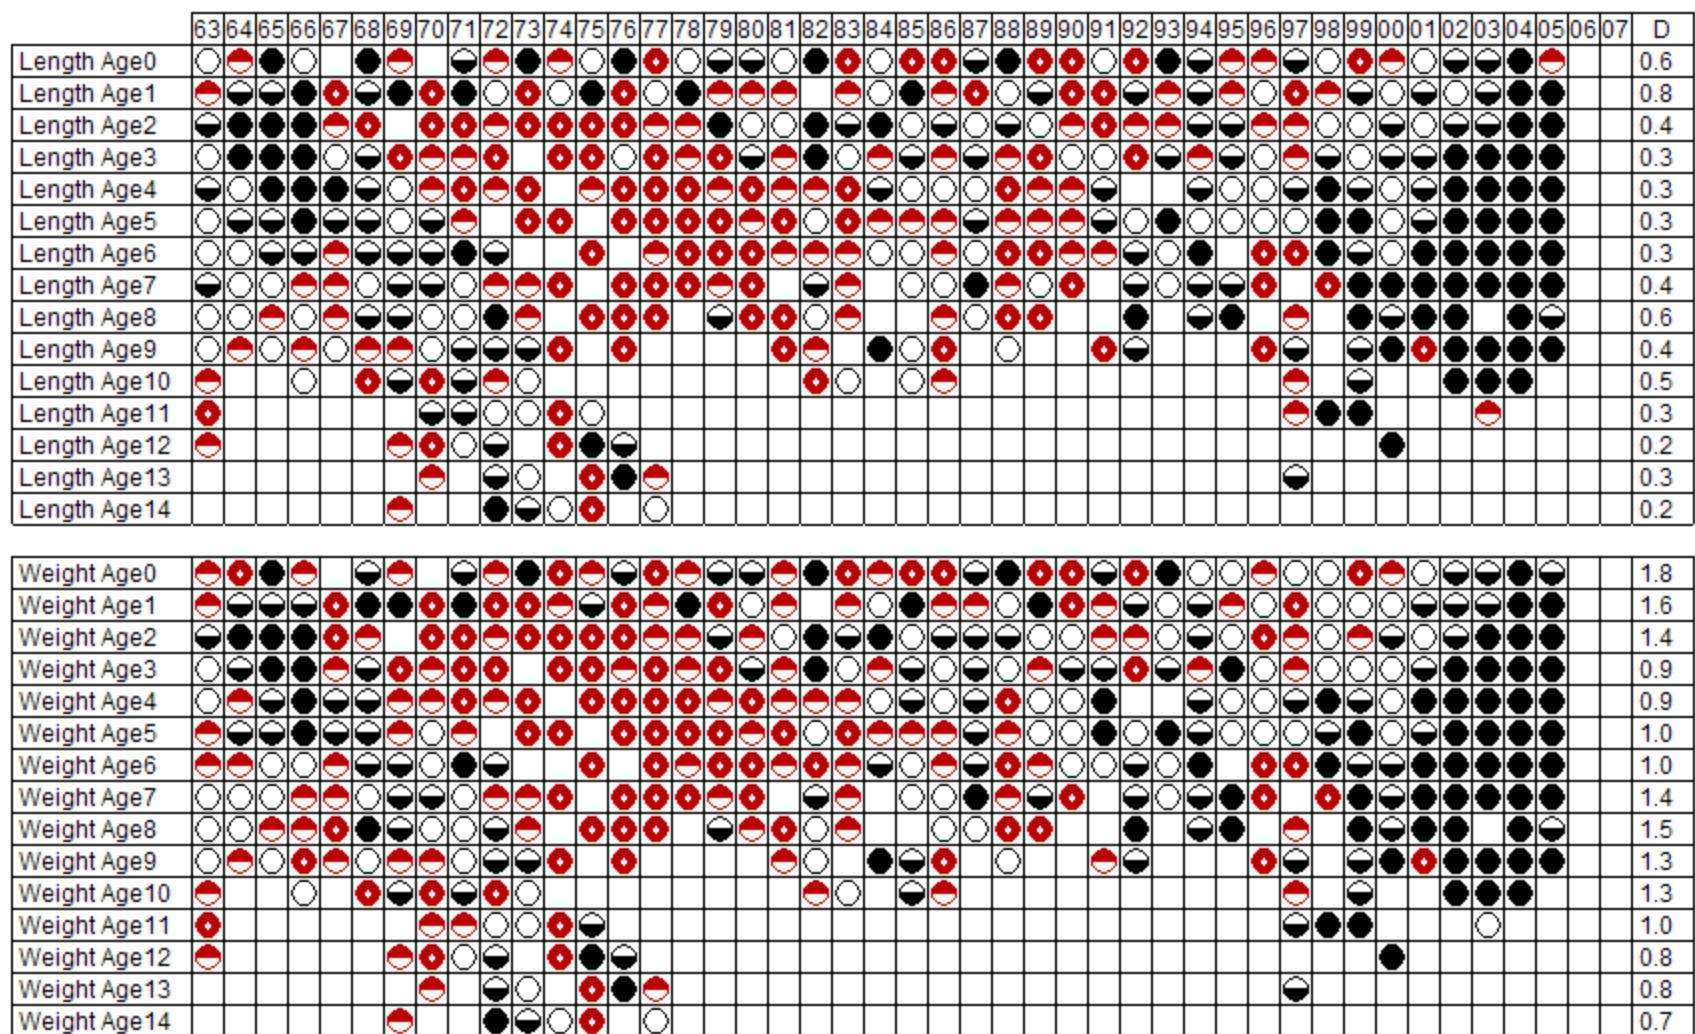 63 64 65 66 67 68 69 70 71 72 73 74 75 76 77 78 79 80 81 82 83 84 85 86 87 88 89 90 91 92 93 94 95 96 97 98 99 00 01 02 03 04 05 06 07 D
Length Age0 0.6
Length Age1 0.8
Length Age2 0.4
Length Age3 0.3
Length Age4 0.3
Length Age5 0.3
Length Age6 0.3
Length Age7 0.4
Length Age8 0.6
Length Age9 0.4
Length Age10 0.5
Length Age11 0.3
Length Age12 0.2
Length Age13 0.3
Length Age14 0.2
Weight Age0 1.8
Weight Age1 1.6
Weight Age2 1.4
Weight Age3 0.9
Weight Age4 0.9
Weight Age5 1.0
Weight Age6 1.0
Weight Age7 1.4
Weight Age8 1.5
Weight Age9 1.3
Weight Age10 1.3
Weight Age11 1.0
Weight Age12 0.8
Weight Age13 0.8
Weight Age14 0.7